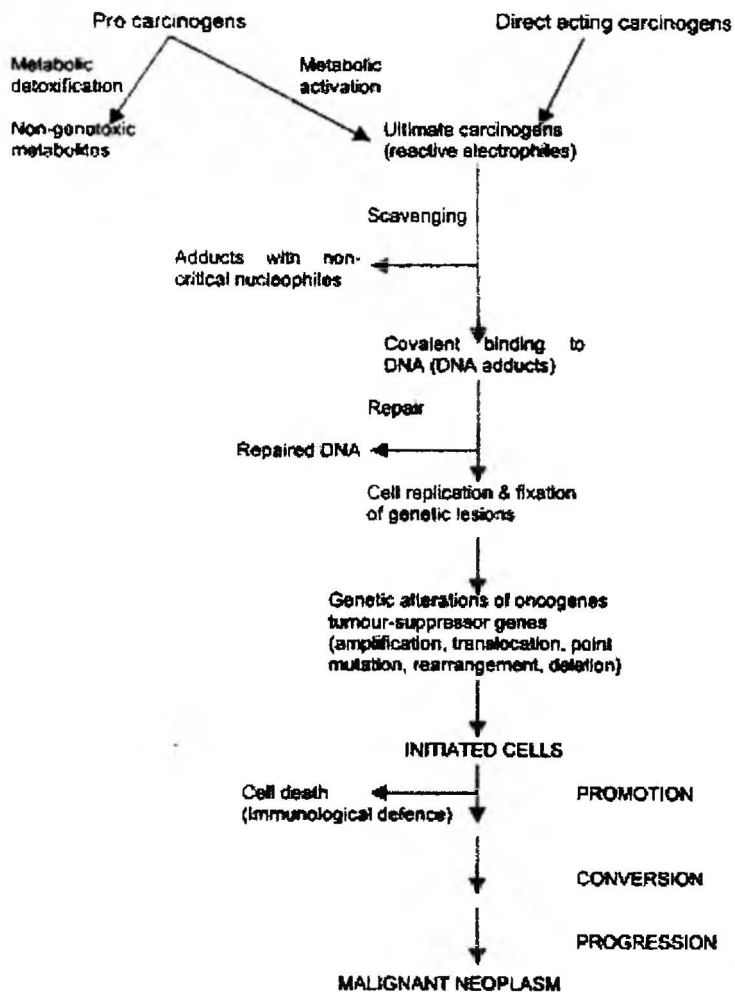 Pro carcinogens
Direct acting carcinogens
Metabolic
detoxification
Metabolic
activation
Non-genotoxic
metabolites
Ultimate carcinogens
(reactive electrophiles)
Scavenging
Adducts with non-
critical nucleophiles
Covalent binding to
DNA (DNA adducts)
Repair
Repaired DNA
Cell replication & fixation
of genetic lesions
Genetic alterations of oncogenes
tumour-suppressor genes
(amplification, translocation, point
mutation, rearrangement, deletion)
INITIATED CELLS
Cell death
(immunological defence)
PROMOTION
CONVERSION
PROGRESSION
MALIGNANT NEOPLASM